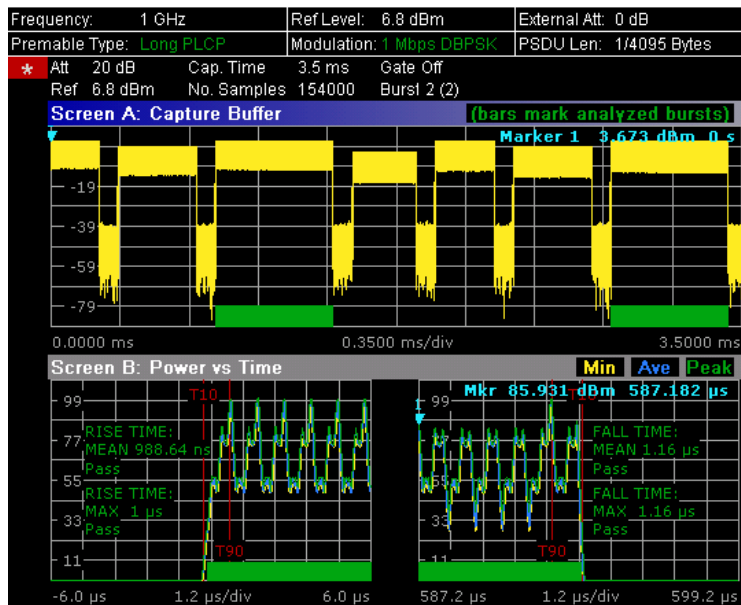 Frequency: 1 GHz Ref Level: 6.8 dBm External Att: 0 dB
Premable Type: Long PLCP Modulation: 1 Mbps DBPSK PSDU Len: 1/4095 Bytes
* Att 20 dB Cap. Time 3.5 ms Gate Off
Ref 6.8 dBm No. Samples 154000 Burst 2 (2)
Screen A: Capture Buffer (bars mark analyzed bursts)
Marker 1 3.673 dBm 0 s
-19
-39
-59
-79
0.0000 ms 0.3500 ms/div 3.5000 ms
Screen B: Power vs Time Min Ave Peak
Mkr 85.931 dBm 587.182 µs
99 T10 99 T10
1
77 RISE TIME: 77 FALL TIME:
MEAN 988.64 ns MEAN 1.16 µs
Pass Pass
55 RISE TIME: 55 FALL TIME:
MAX 1 µs MAX 1.16 µs
33 Pass 33 Pass
T90 T90
11 11
-6.0 µs 1.2 µs/div 6.0 µs 587.2 µs 1.2 µs/div 599.2 µs